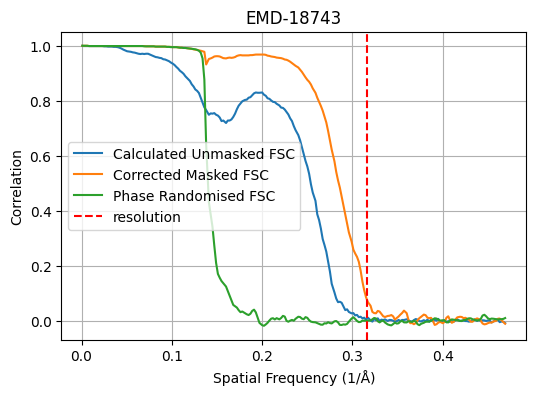 EMD-18743
1.0
0.8
0.6
0.4
0.2
0.0
Correlation
Calculated Unmasked FSC
Corrected Masked FSC
Phase Randomised FSC
resolution
0.0 0.1 0.2 0.3 0.4
Spatial Frequency (1/Å)